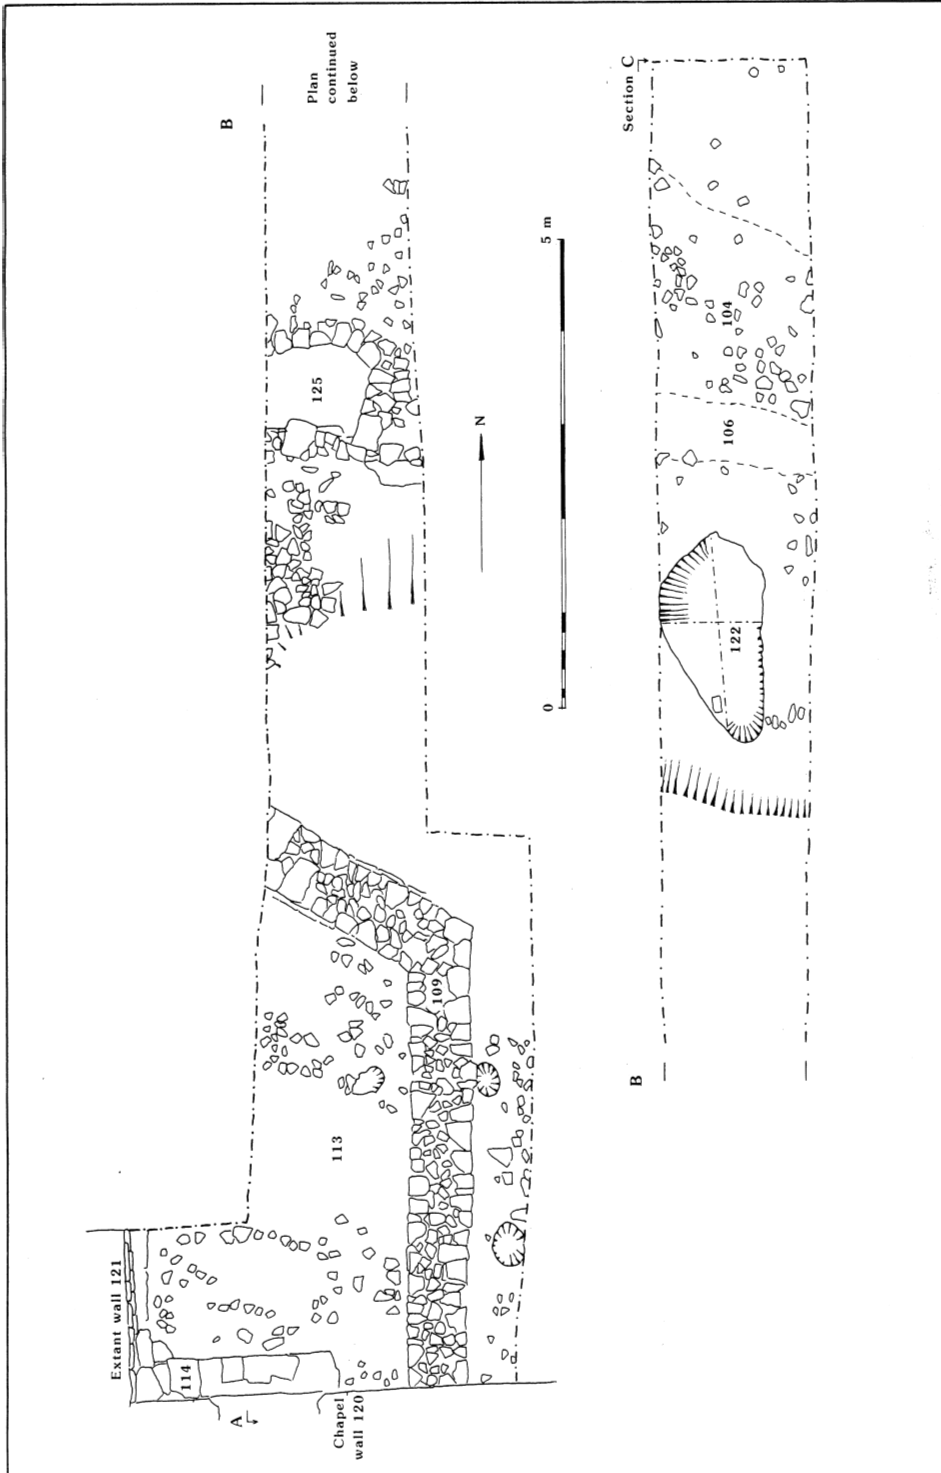 B
Plan
continued
below
Section C
5 m
104
125
106
N
122
0
109
B
113
Extant wall 121
114
A
Chapel
wall 120